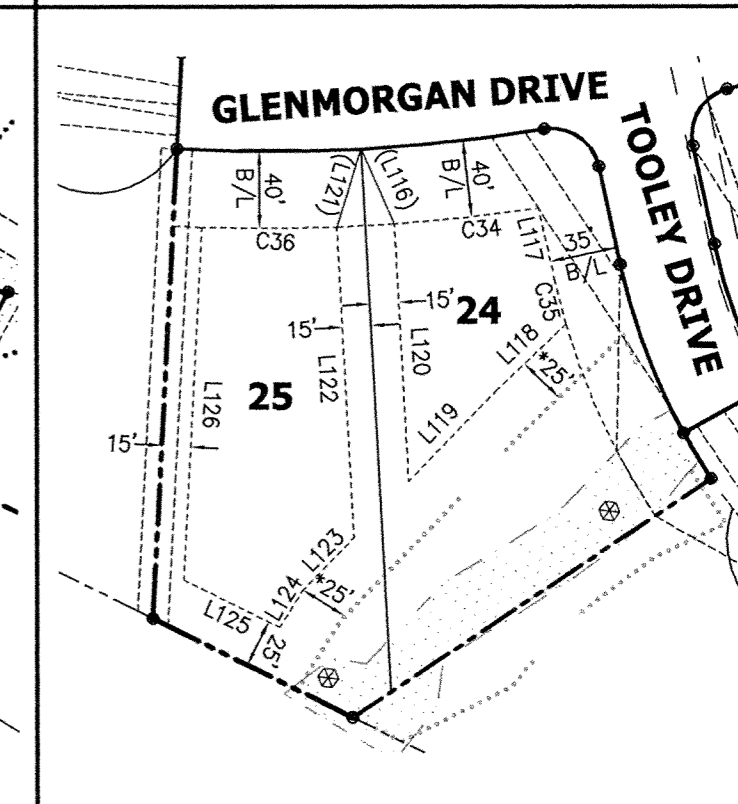 GLENMORGAN DRIVE
TOOLEY DRIVE
40'
B/L
(L121)
(L116)
40'
B/L
C36
C34
L117
35'
B/L
C35
15'
24
15'
L122
L120
L118
*25'
25
L126
L119
15'
L123
L124
*25'
L125
25'